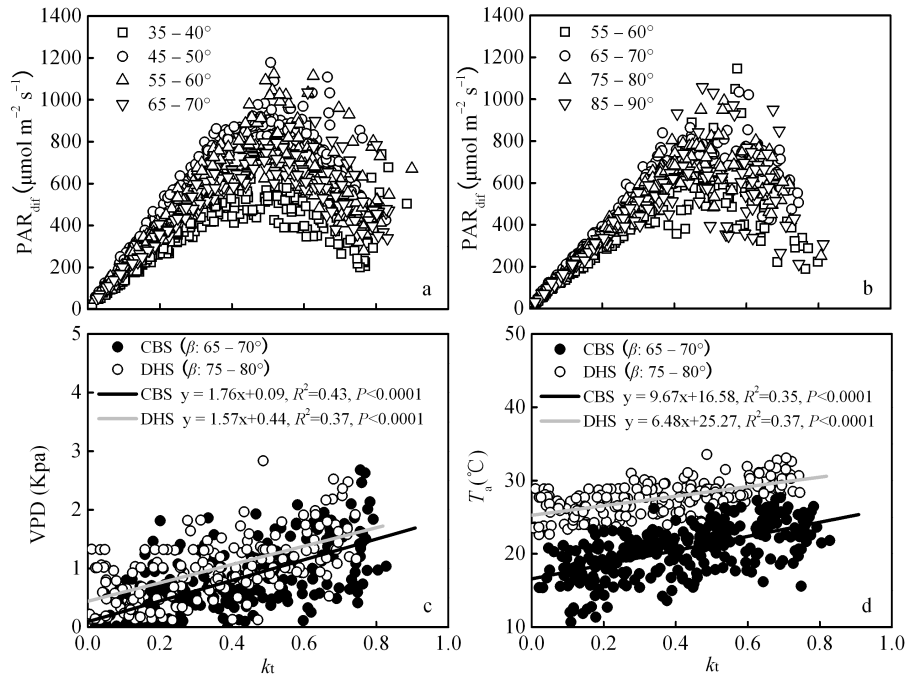 1400
1200
1000
800
600
400
200
0
PAR_dif (μmol m⁻² s⁻¹)
35 – 40°
45 – 50°
55 – 60°
65 – 70°
a
1400
1200
1000
800
600
400
200
0
PAR_dif (μmol m⁻² s⁻¹)
55 – 60°
65 – 70°
75 – 80°
85 – 90°
b
5
4
3
2
1
0
VPD (Kpa)
CBS (β: 65 – 70°)
DHS (β: 75 – 80°)
CBS y = 1.76x+0.09, R²=0.43, P<0.0001
DHS y = 1.57x+0.44, R²=0.37, P<0.0001
c
0.0 0.2 0.4 0.6 0.8 1.0
kt
50
40
30
20
10
Ta (℃)
CBS (β: 65 – 70°)
DHS (β: 75 – 80°)
CBS y = 9.67x+16.58, R²=0.35, P<0.0001
DHS y = 6.48x+25.27, R²=0.37, P<0.0001
d
0.0 0.2 0.4 0.6 0.8 1.0
kt